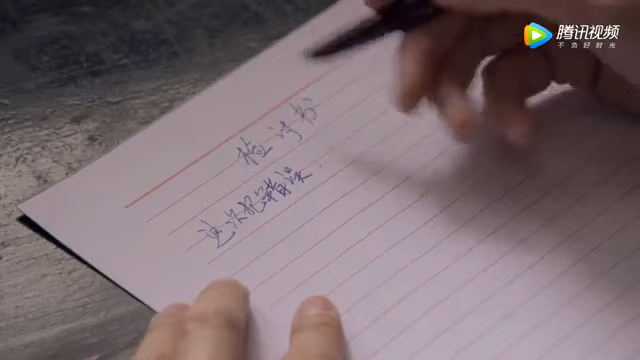 腾讯视频
不负好时光
检讨书
这次犯错误